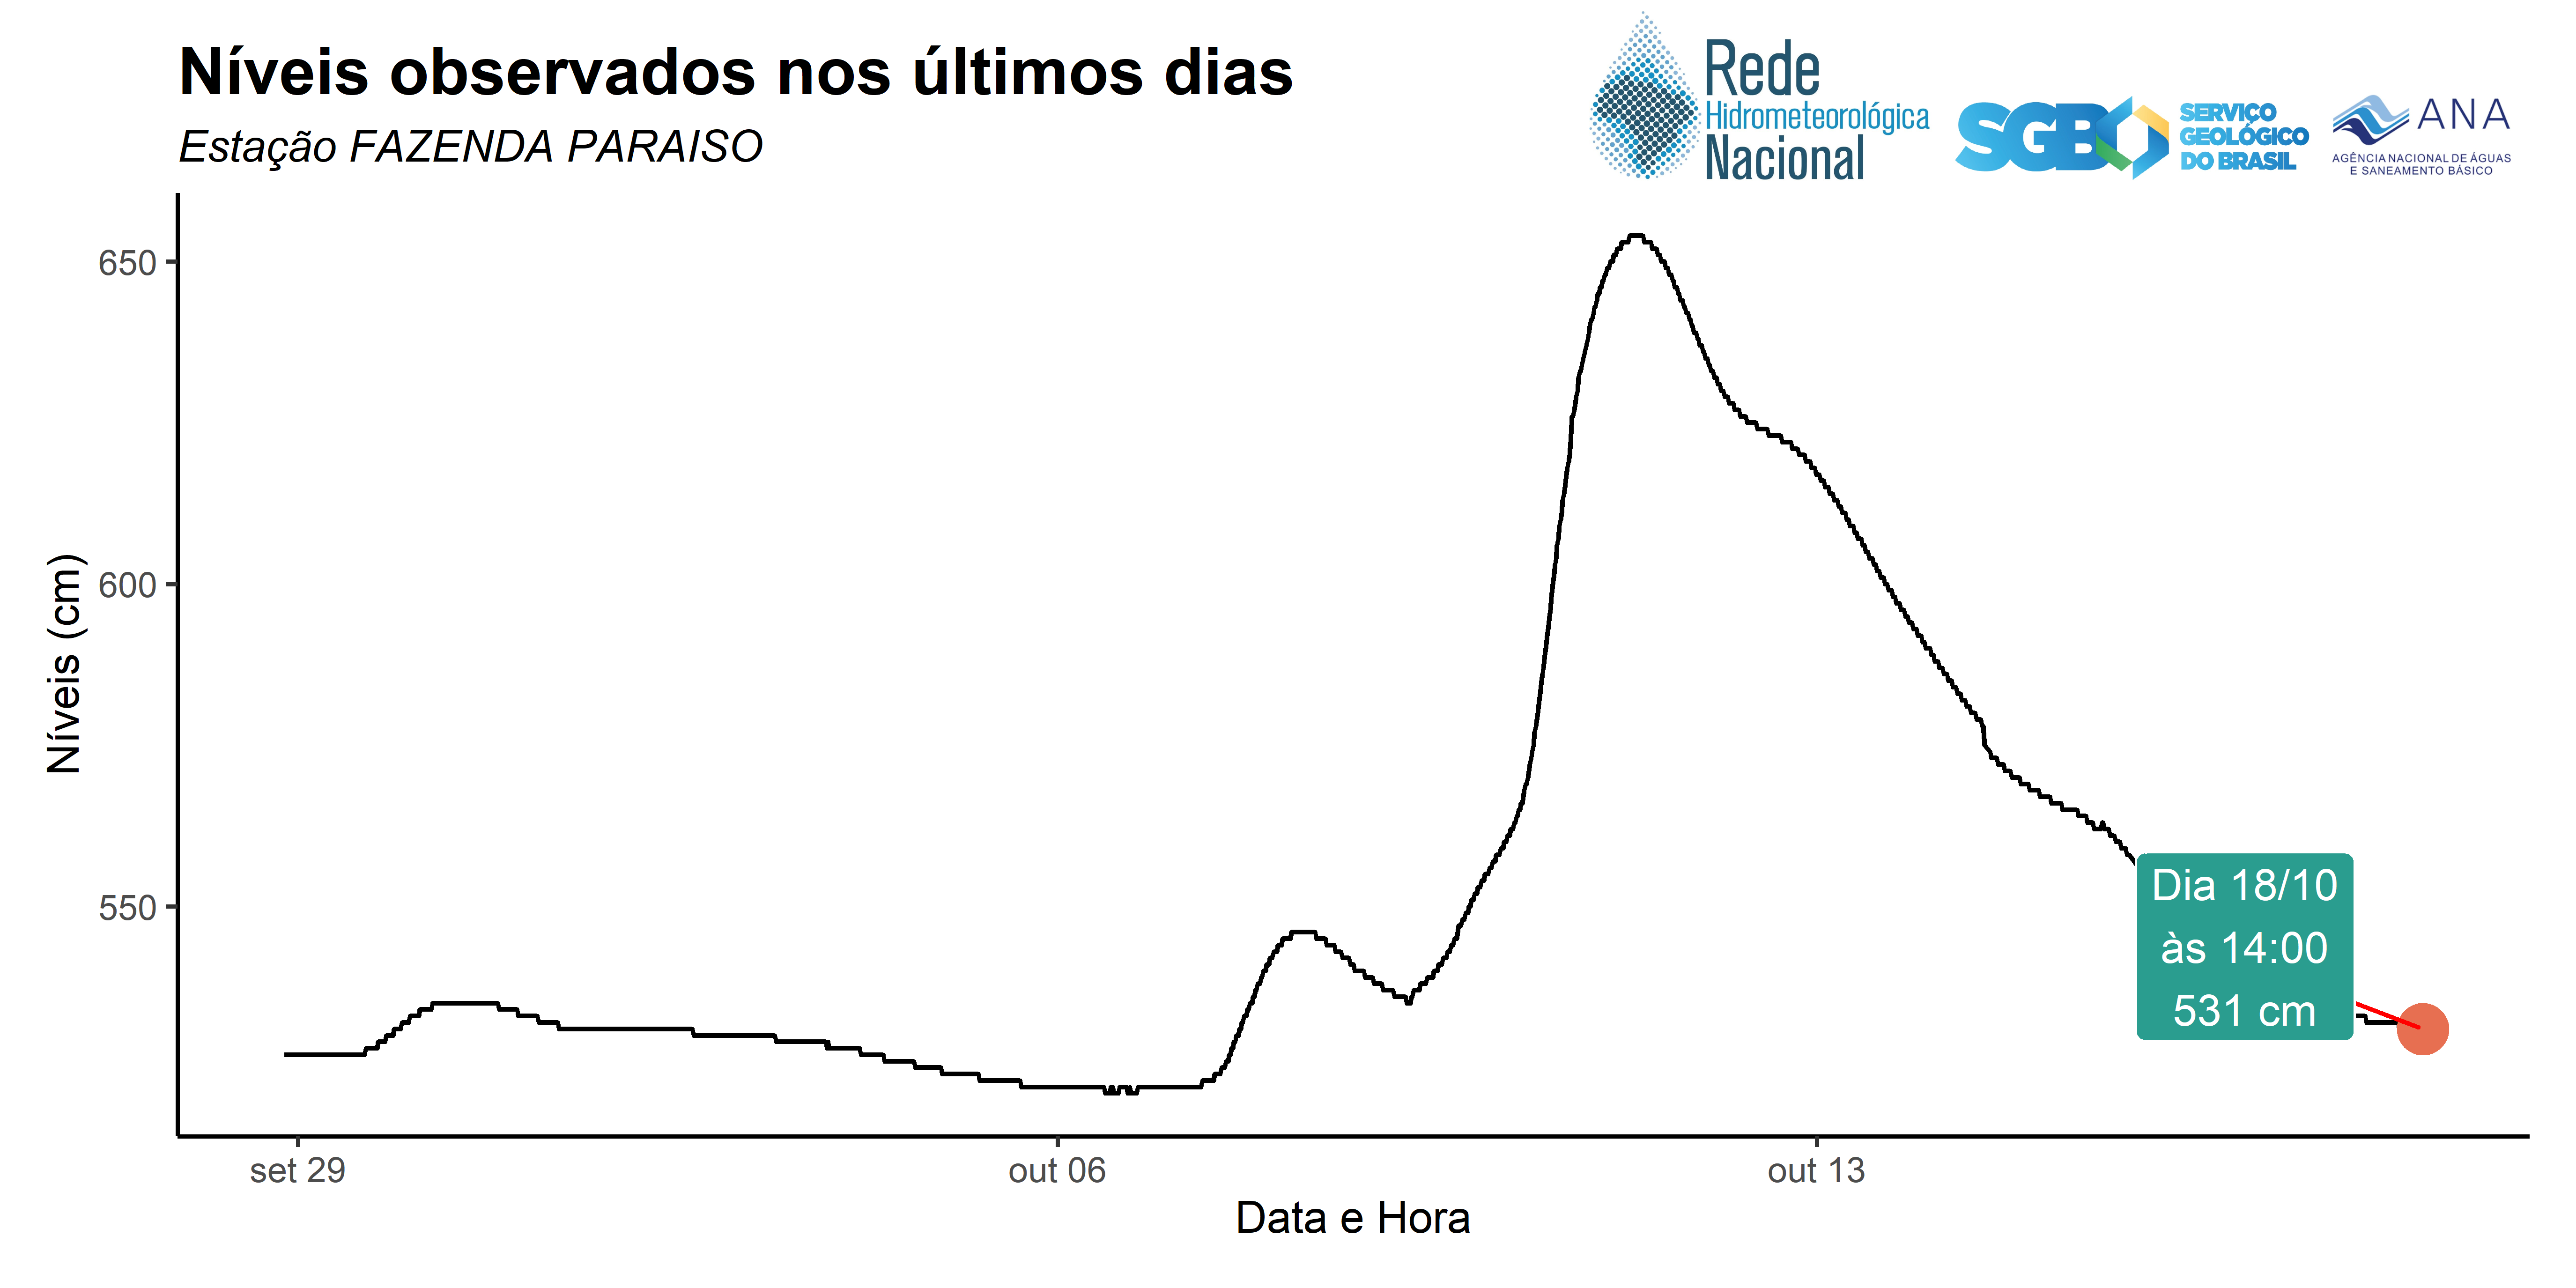 Níveis observados nos últimos dias
Estação FAZENDA PARAISO
Rede
Hidrometeorológica
Nacional
SGB
SERVIÇO
GEOLÓGICO
DO BRASIL
ANA
AGÊNCIA NACIONAL DE ÁGUAS
E SANEAMENTO BÁSICO
Níveis (cm)
650
600
550
Dia 18/10
às 14:00
531 cm
set 29
out 06
out 13
Data e Hora